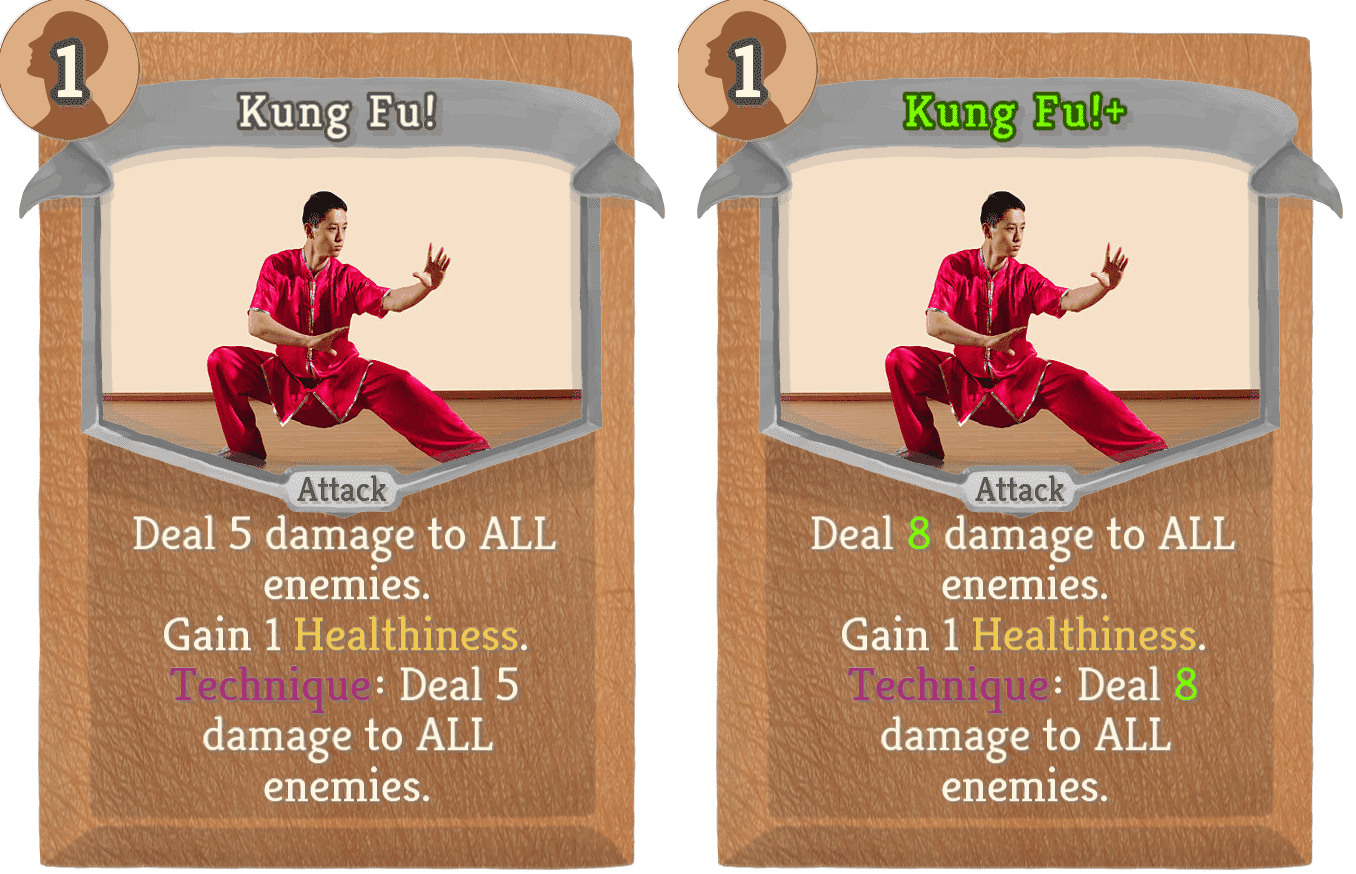 1
Kung Fu!
Attack
Deal 5 damage to ALL
enemies.
Gain 1 Healthiness.
Technique: Deal 5
damage to ALL
enemies.
1
Kung Fu!+
Attack
Deal 8 damage to ALL
enemies.
Gain 1 Healthiness.
Technique: Deal 8
damage to ALL
enemies.